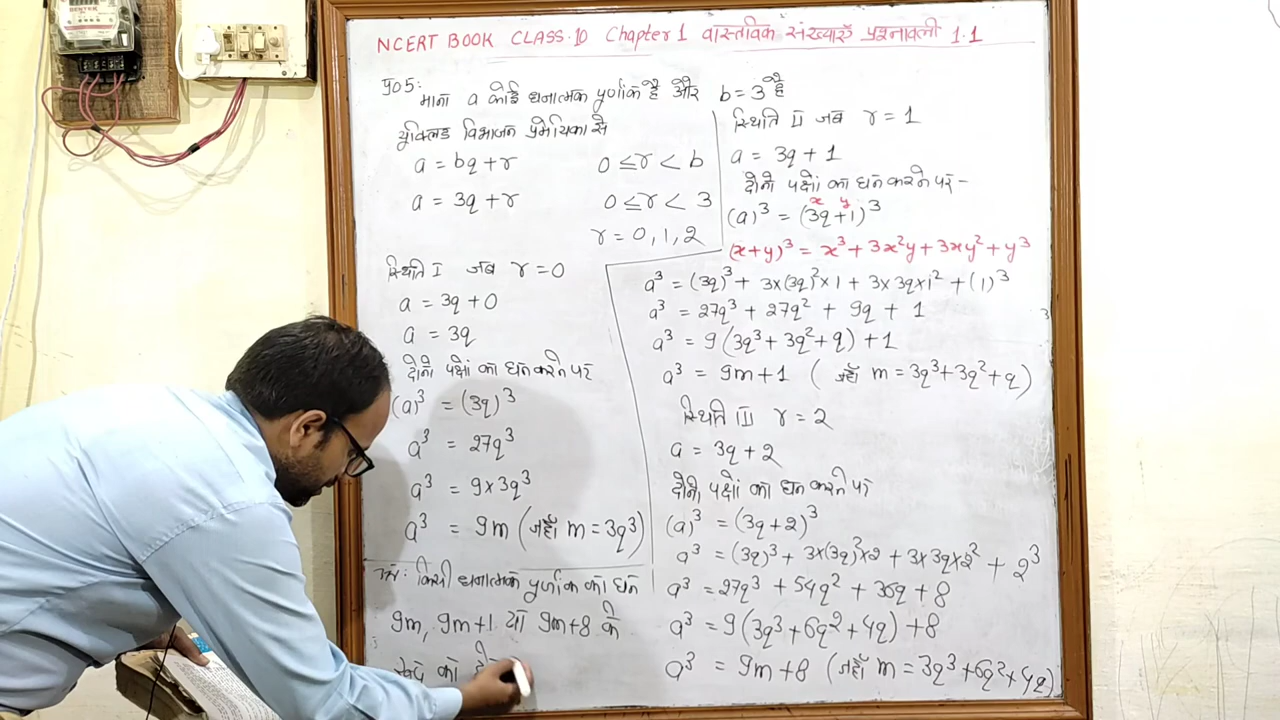 NCERT BOOK CLASS.10 Chapter 1 वास्तविक संख्याएँ प्रश्नावली 1.1
प्र05:
माना a कोई धनात्मक पूर्णांक है और b = 3 है
युक्लिड विभाजन प्रमेयिका से
a = bq + r 0 ≤ r < b
a = 3q + r 0 ≤ r < 3
r = 0, 1, 2
स्थिति I जब r = 0
a = 3q + 0
a = 3q
दोनो पक्षों का घन करने पर
(a)³ = (3q)³
a³ = 27q³
a³ = 9 × 3q³
a³ = 9m (जहाँ m = 3q³)
अतः किसी धनात्मक पूर्णांक का घन
9m, 9m+1 या 9m+8 के
रूप का
स्थिति II जब r = 1
a = 3q + 1
दोनो पक्षों का घन करने पर -
x y
(a)³ = (3q+1)³
(x+y)³ = x³ + 3x²y + 3xy² + y³
a³ = (3q)³ + 3×(3q)²×1 + 3×3q×1² + (1)³
a³ = 27q³ + 27q² + 9q + 1
a³ = 9(3q³ + 3q² + q) + 1
a³ = 9m+1 ( जहाँ m = 3q³+3q²+q)
स्थिति III r = 2
a = 3q + 2
दोनो पक्षों का घन करने पर
(a)³ = (3q+2)³
a³ = (3q)³ + 3×(3q)²×2 + 3×3q×2² + 2³
a³ = 27q³ + 54q² + 36q + 8
a³ = 9(3q³+6q²+4q) + 8
a³ = 9m+8 (जहाँ m = 3q³+6q²+4q)